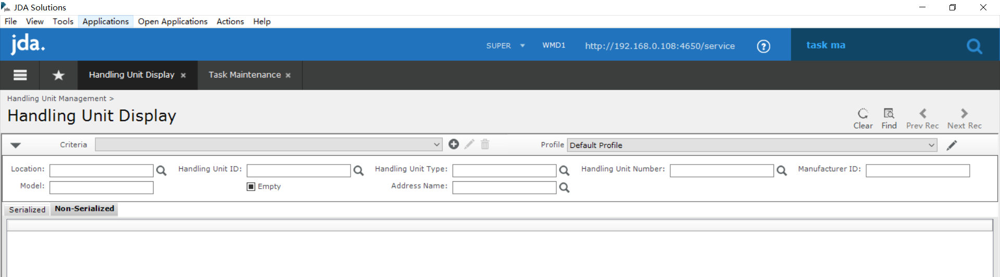 jda. JDA Solutions
File View Tools Applications Open Applications Actions Help
jda. SUPER WMD1 http://192.168.0.108:4650/service ? task ma
Handling Unit Display × Task Maintenance ×
Handling Unit Management >
Handling Unit Display
Clear Find Prev Rec Next Rec
Criteria Profile Default Profile
Location: Handling Unit ID: Handling Unit Type: Handling Unit Number: Manufacturer ID:
Model: Empty Address Name:
Serialized Non-Serialized